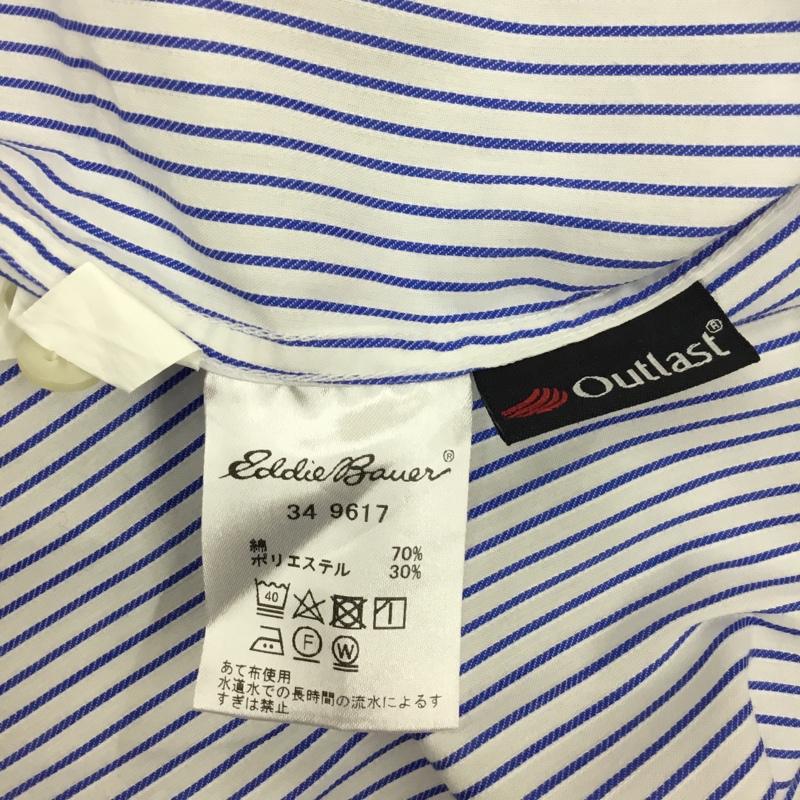 Outlast®
Eddie Bauer®
34 9617
綿 70%
ポリエステル 30%
40
F W
あて布使用
水道水での長時間の流水によるす
すぎは禁止